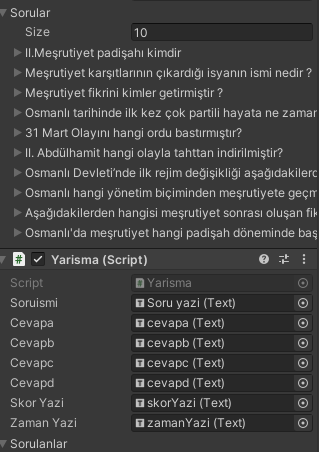 Sorular
Size 10
II.Meşrutiyet padişahı kimdir
Meşrutiyet karşıtlarının çıkardığı isyanın ismi nedir ?
Meşrutiyet fikrini kimler getirmiştir ?
Osmanlı tarihinde ilk kez çok partili hayata ne zamar
31 Mart Olayını hangi ordu bastırmıştır?
II. Abdülhamit hangi olayla tahttan indirilmiştir?
Osmanlı Devleti'nde ilk rejim değişikliği aşağıdakilerd
Osmanlı hangi yönetim biçiminden meşrutiyete geçm
Aşağıdakilerden hangisi meşrutiyet sonrası oluşan fik
Osmanlı'da meşrutiyet hangi padişah döneminde baş
# Yarisma (Script)
Script # Yarisma
Soruismi T Soru yazi (Text)
Cevapa T cevapa (Text)
Cevapb T cevapb (Text)
Cevapc T cevapc (Text)
Cevapd T cevapd (Text)
Skor Yazi T skorYazi (Text)
Zaman Yazi T zamanYazi (Text)
Sorulanlar